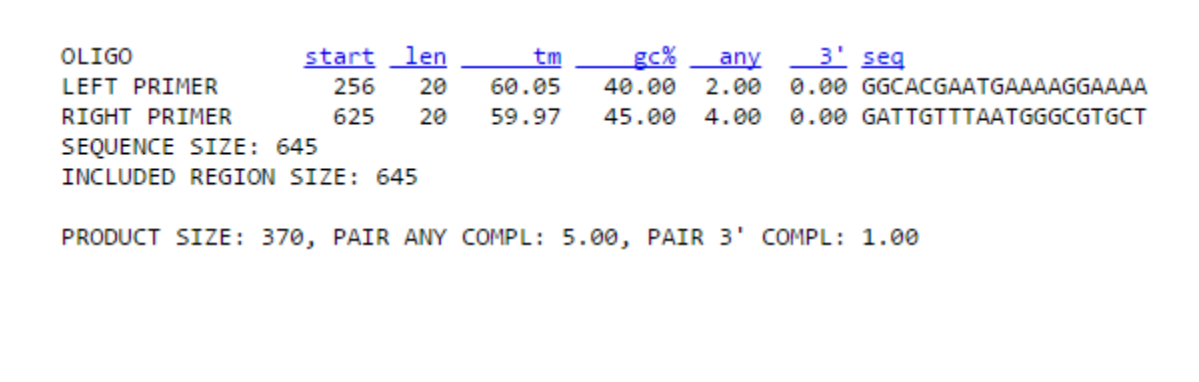 OLIGO start len tm gc% any 3' seq
LEFT PRIMER 256 20 60.05 40.00 2.00 0.00 GGCACGAATGAAAAGGAAAA
RIGHT PRIMER 625 20 59.97 45.00 4.00 0.00 GATTGTTTAATGGGCGTGCT
SEQUENCE SIZE: 645
INCLUDED REGION SIZE: 645
PRODUCT SIZE: 370, PAIR ANY COMPL: 5.00, PAIR 3' COMPL: 1.00